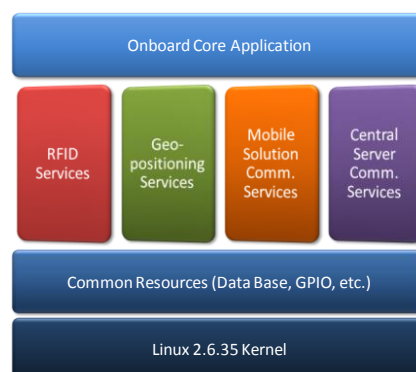 Onboard Core Application
RFID
Services
Geo-
positioning
Services
Mobile
Solution
Comm.
Services
Central
Server
Comm.
Services
Common Resources (Data Base, GPIO, etc.)
Linux 2.6.35 Kernel